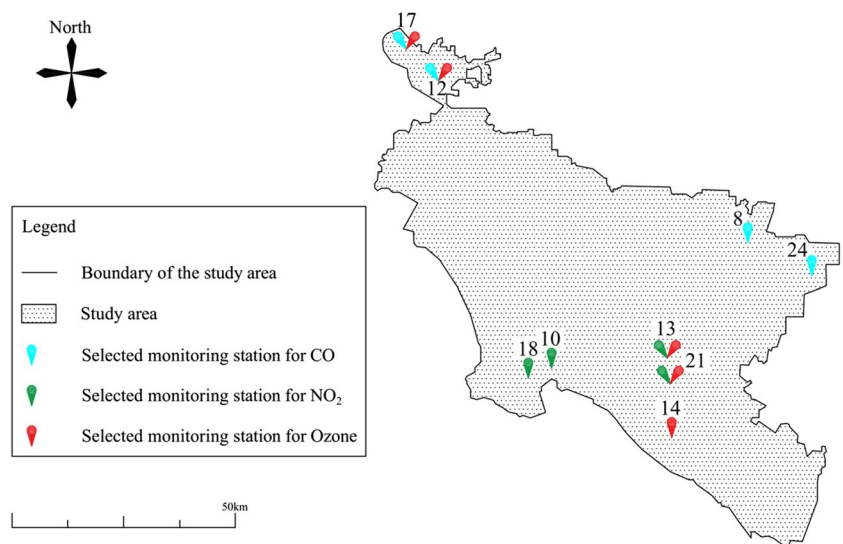 North
17
12
8
24
13
10
18
21
14
Legend
Boundary of the study area
Study area
Selected monitoring station for CO
Selected monitoring station for NO₂
Selected monitoring station for Ozone
50km